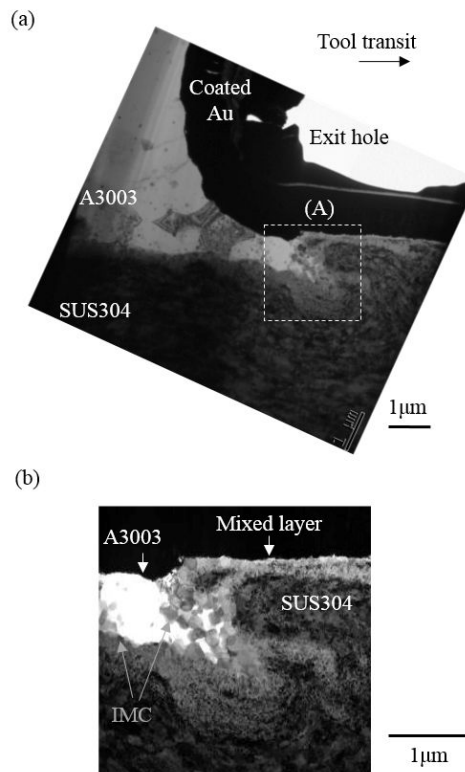 (a)
Tool transit
Coated
Au
Exit hole
A3003
(A)
SUS304
1μm
(b)
A3003
Mixed layer
SUS304
IMC
1μm